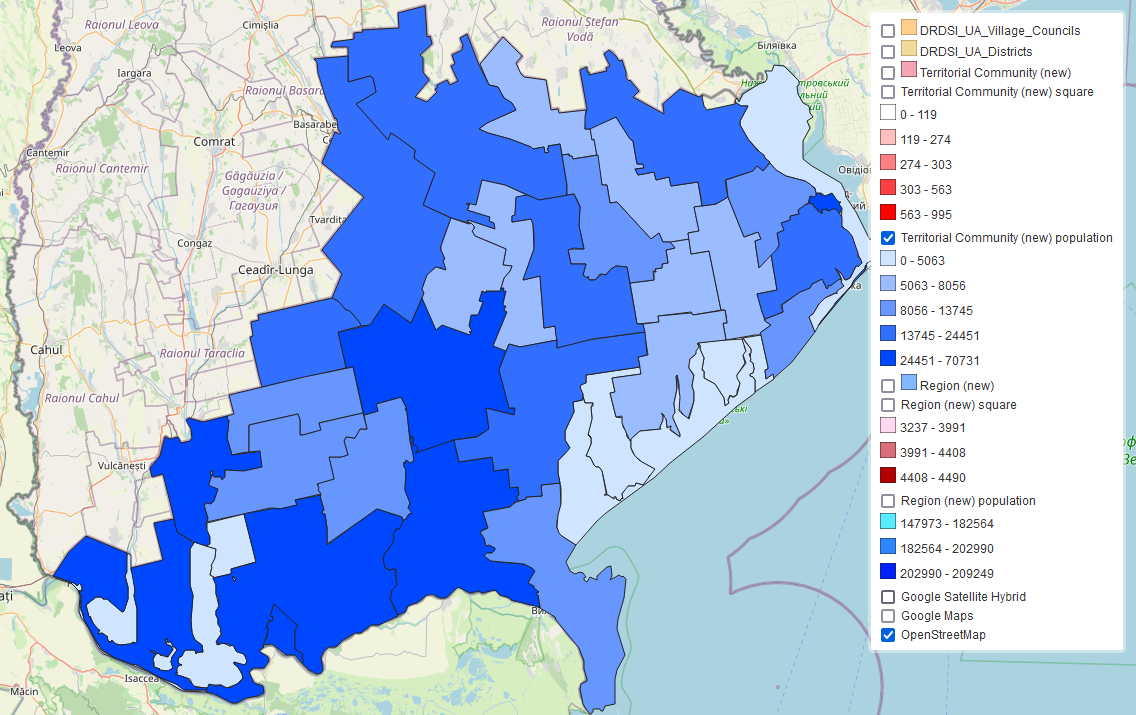 Raionul Leova
Cimișlia
Raionul Ștefan
Vodă
Leova
Біляївка
Iargara
Raionul Basara
Basarabe
Cantemir
Raionul Cantemir
Comrat
Găgăuzia /
Gagauziya /
Гагаузия
Tvardița
Овідіо
Congaz
Ceadîr-Lunga
Cahul
Raionul Taraclia
Raionul Cahul
Vulcănești
Isaccea
Măcin
DRDSI_UA_Village_Councils
DRDSI_UA_Districts
Territorial Community (new)
Territorial Community (new) square
0 - 119
119 - 274
274 - 303
303 - 563
563 - 995
Territorial Community (new) population
0 - 5063
5063 - 8056
8056 - 13745
13745 - 24451
24451 - 70731
Region (new)
Region (new) square
3237 - 3991
3991 - 4408
4408 - 4490
Region (new) population
147973 - 182564
182564 - 202990
202990 - 209249
Google Satellite Hybrid
Google Maps
OpenStreetMap